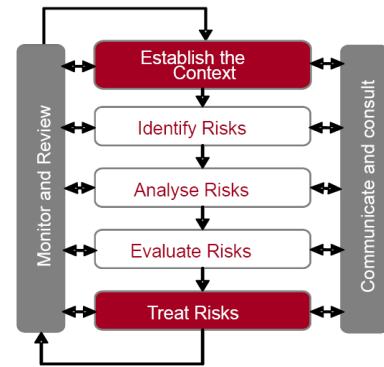 Establish the
Context
Identify Risks
Analyse Risks
Evaluate Risks
Treat Risks
Monitor and Review
Communicate and consult